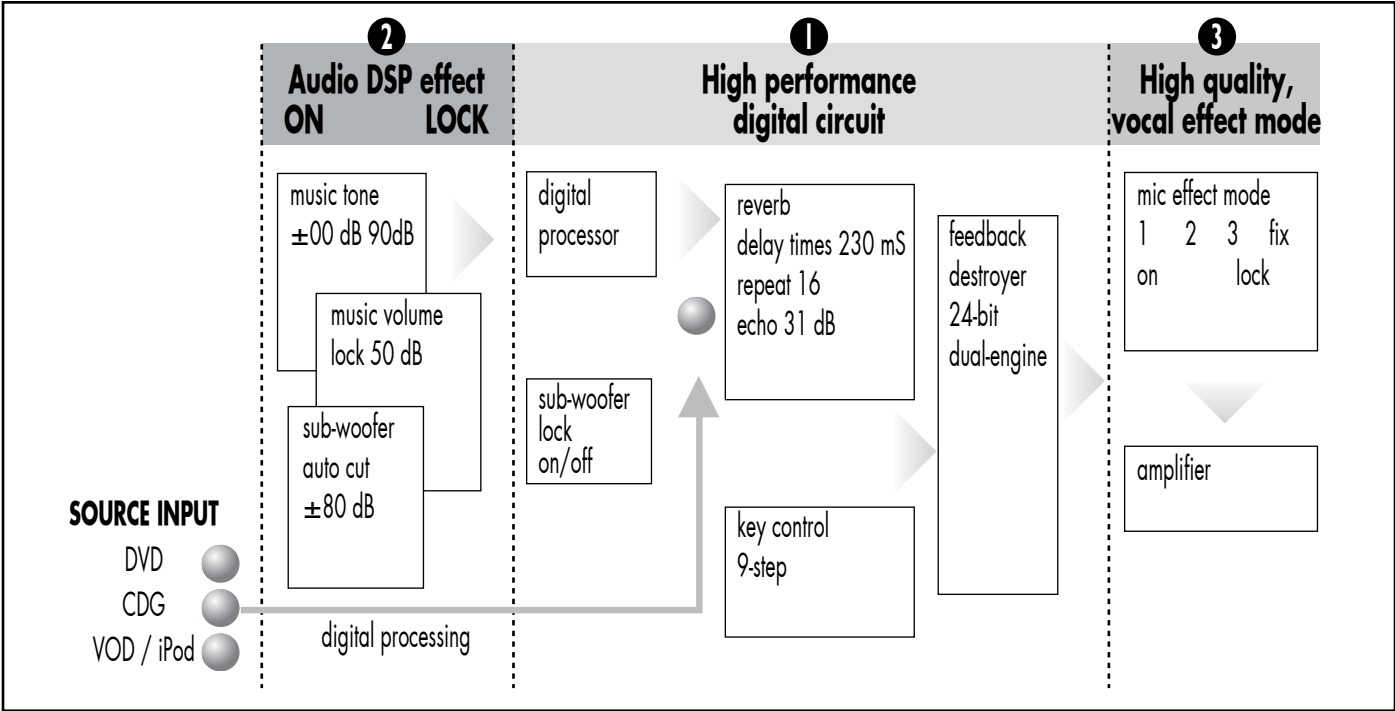 2
Audio DSP effect
ON LOCK
1
High performance
digital circuit
3
High quality,
vocal effect mode
music tone
±00 dB 90dB
music volume
lock 50 dB
sub-woofer
auto cut
±80 dB
digital
processor
sub-woofer
lock
on/off
reverb
delay times 230 mS
repeat 16
echo 31 dB
key control
9-step
feedback
destroyer
24-bit
dual-engine
mic effect mode
1 2 3 fix
on lock
amplifier
SOURCE INPUT
DVD
CDG
VOD / iPod
digital processing